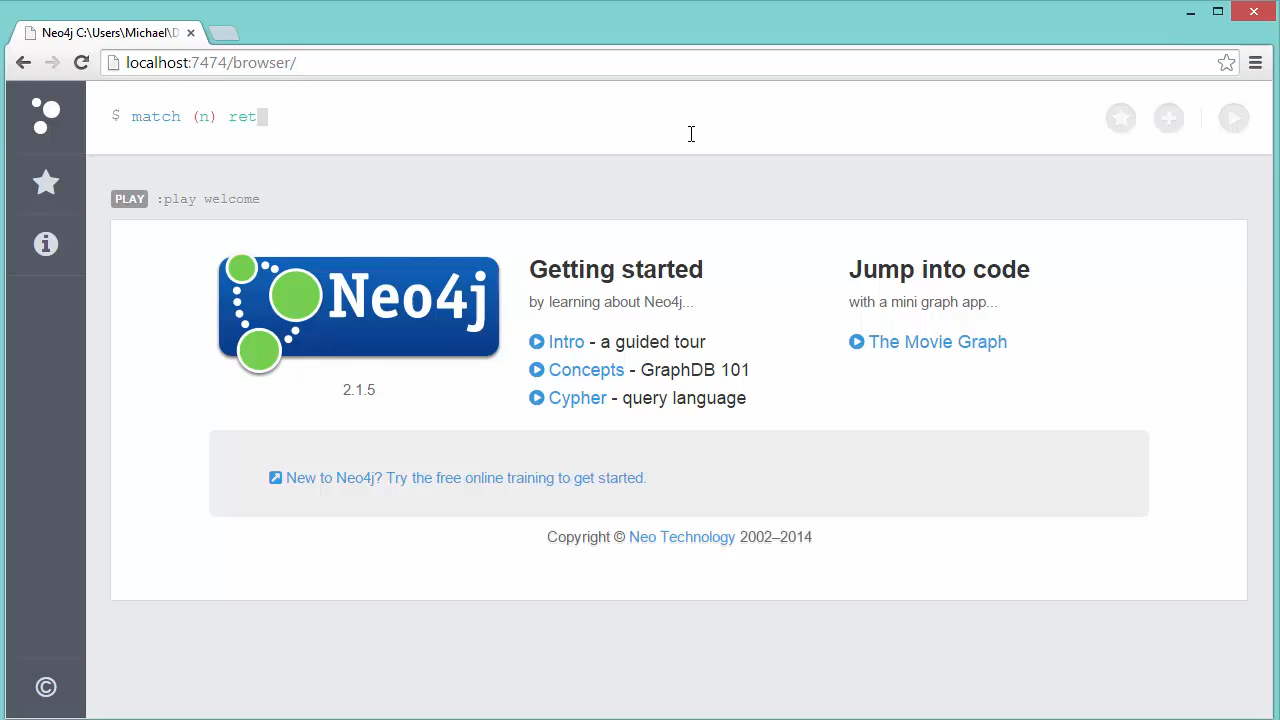 Neo4j C:\Users\Michael\D
localhost:7474/browser/
$ match (n) ret
PLAY :play welcome
Neo4j
2.1.5
Getting started
by learning about Neo4j...
Intro - a guided tour
Concepts - GraphDB 101
Cypher - query language
Jump into code
with a mini graph app...
The Movie Graph
New to Neo4j? Try the free online training to get started.
Copyright © Neo Technology 2002–2014